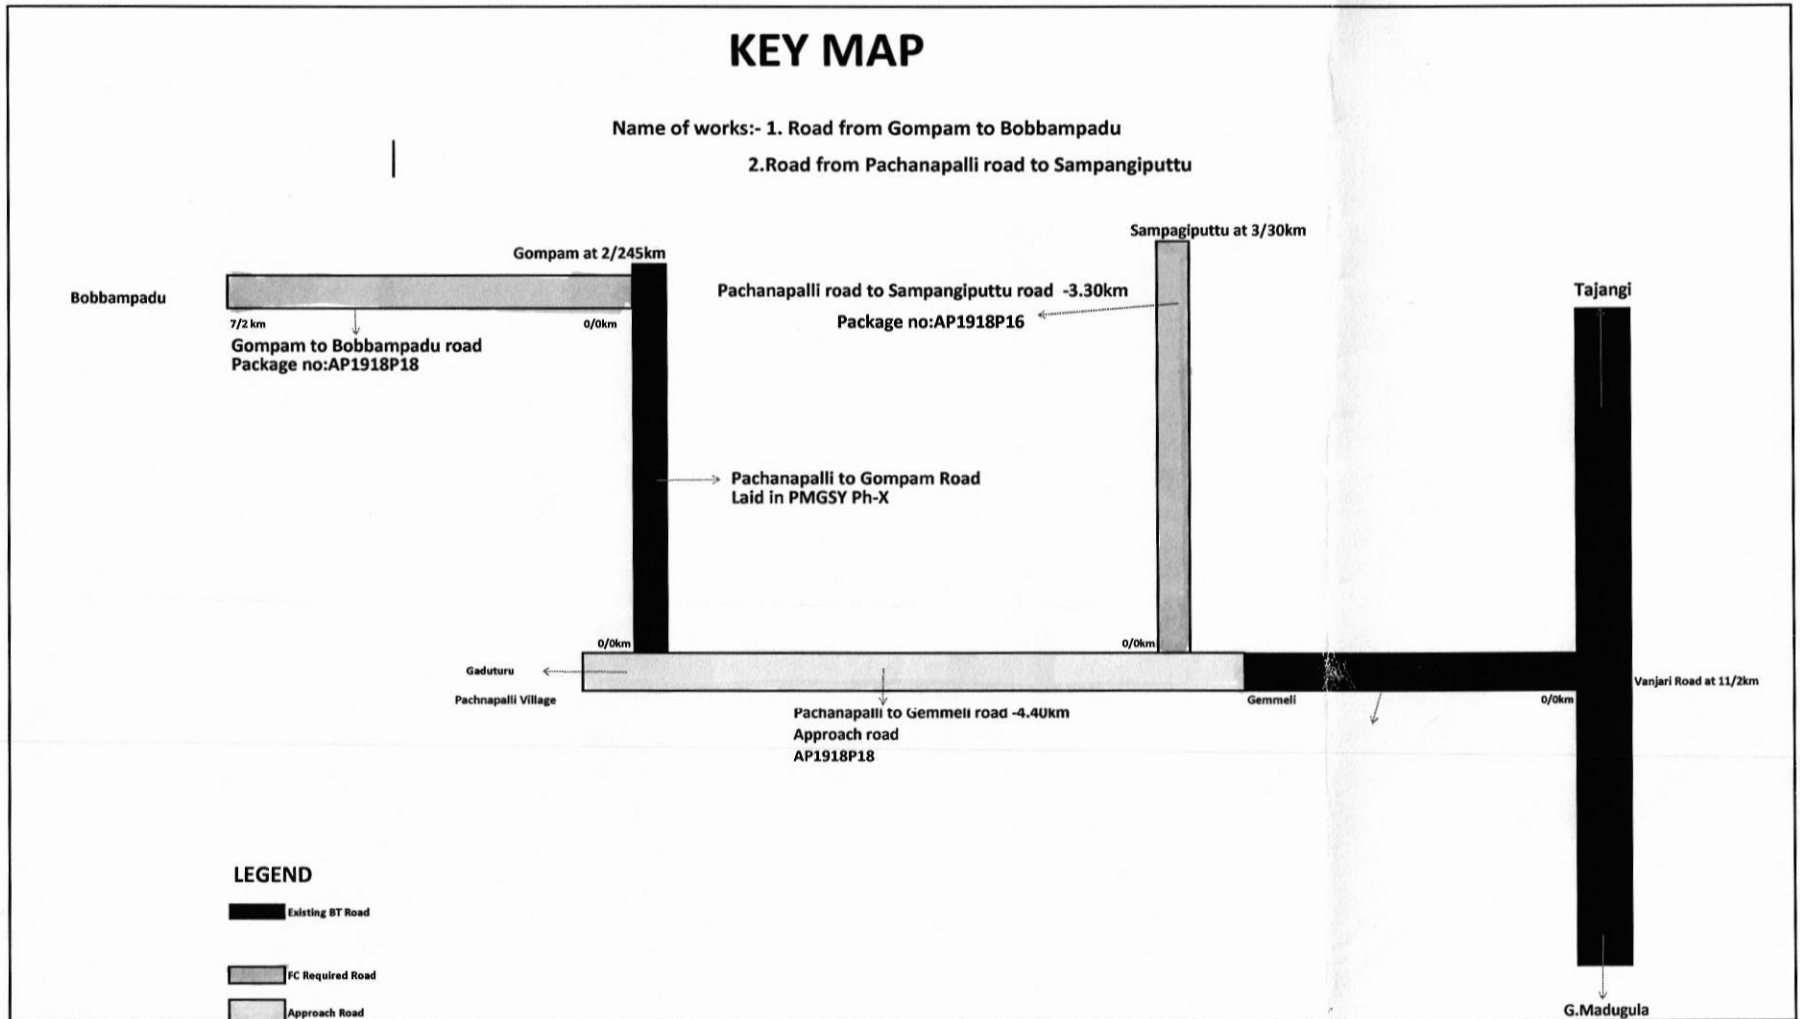 KEY MAP
Name of works:- 1. Road from Gompam to Bobbampadu
2.Road from Pachanapalli road to Sampangiputtu
Sampagiputtu at 3/30km
Gompam at 2/245km
Bobbampadu
Pachanapalli road to Sampangiputtu road -3.30km
Package no:AP1918P16
Tajangi
7/2 km
0/0km
Gompam to Bobbampadu road
Package no:AP1918P18
Pachanapalli to Gompam Road
Laid in PMGSY Ph-X
0/0km
0/0km
Gaduturu
Pachnapalli Village
Gemmeli
0/0km
Vanjari Road at 11/2km
Pachanapalli to Gemmeli road -4.40km
Approach road
AP1918P18
LEGEND
Existing BT Road
FC Required Road
Approach Road
G.Madugula